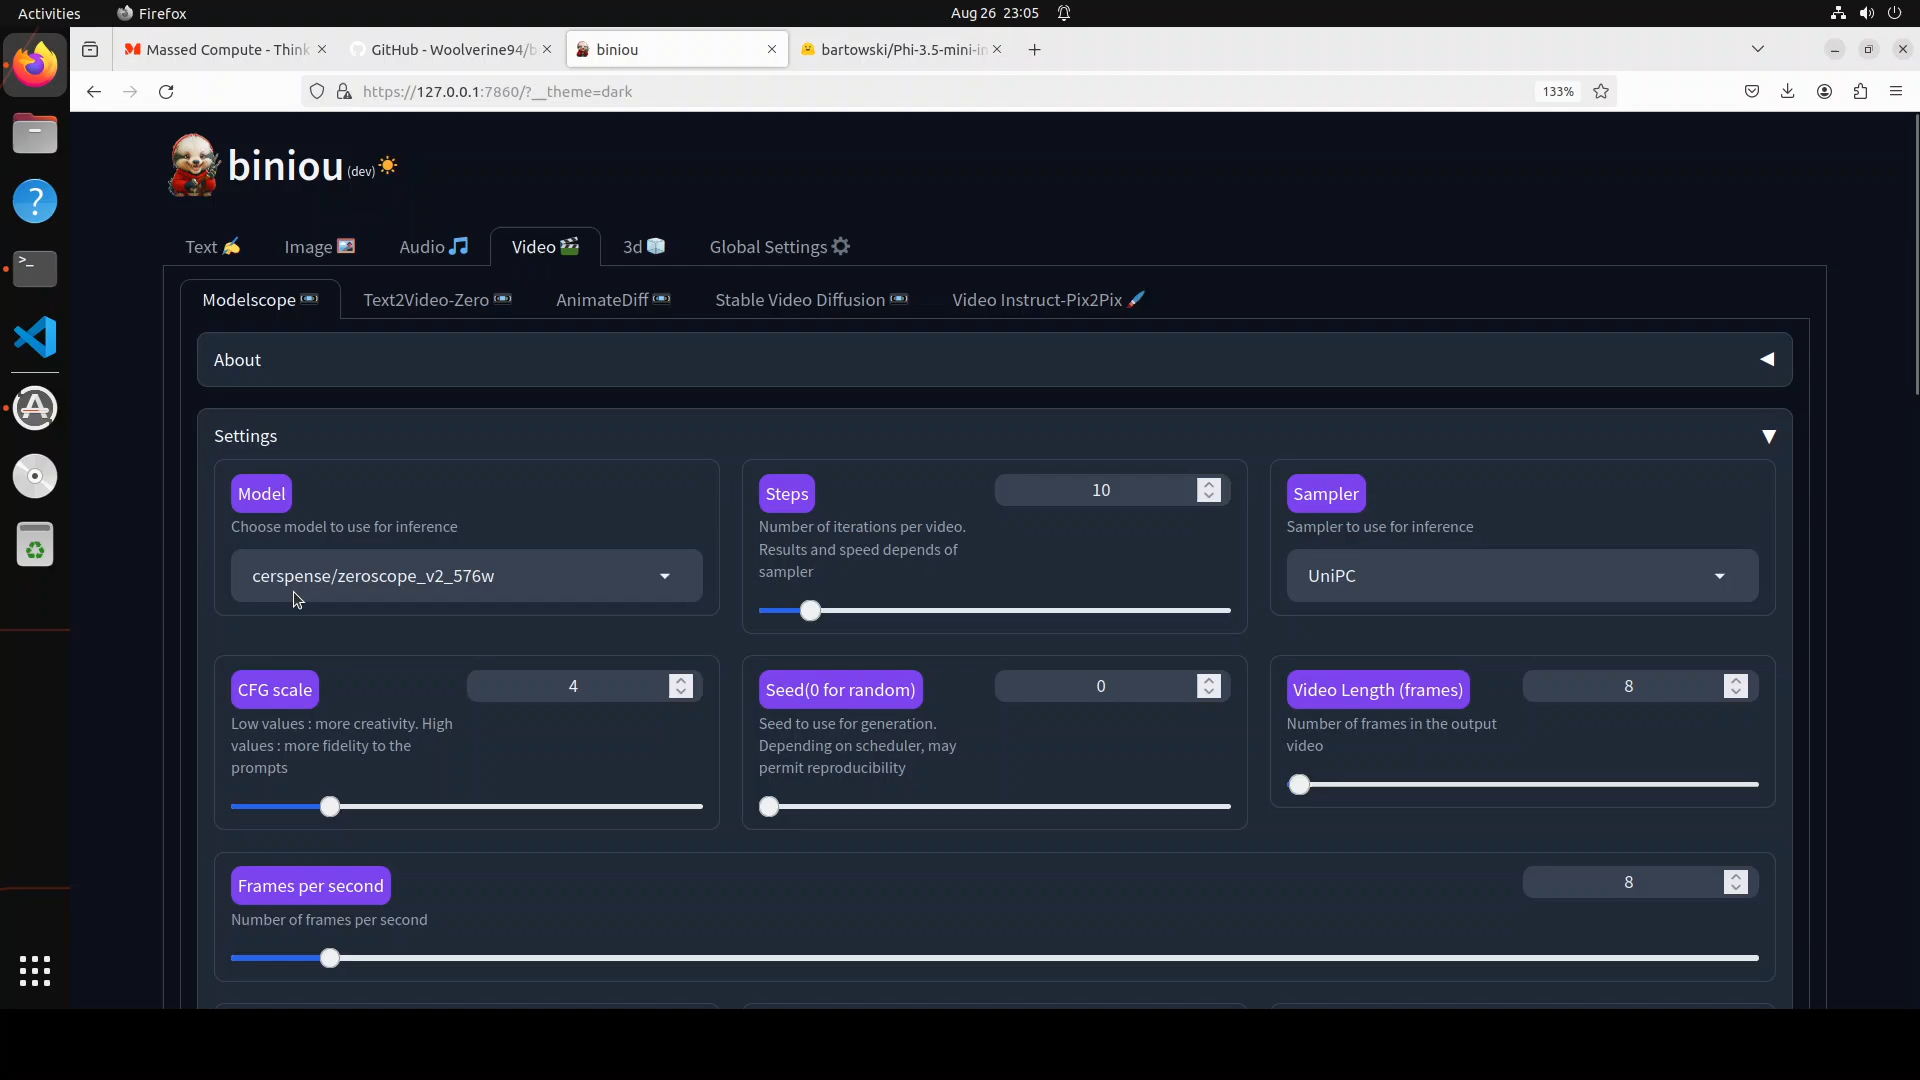 Activities Firefox Aug 26 23:05
Massed Compute - Think GitHub - Woolverine94/b biniou bartowski/Phi-3.5-mini-in
https://127.0.0.1:7860/?__theme=dark 133%
biniou (dev)
Text Image Audio Video 3d Global Settings
Modelscope Text2Video-Zero AnimateDiff Stable Video Diffusion Video Instruct-Pix2Pix
About
Settings
Model
Choose model to use for inference
cerspense/zeroscope_v2_576w
Steps 10
Number of iterations per video.
Results and speed depends of
sampler
Sampler
Sampler to use for inference
UniPC
CFG scale 4
Low values : more creativity. High
values : more fidelity to the
prompts
Seed(0 for random) 0
Seed to use for generation.
Depending on scheduler, may
permit reproducibility
Video Length (frames) 8
Number of frames in the output
video
Frames per second 8
Number of frames per second